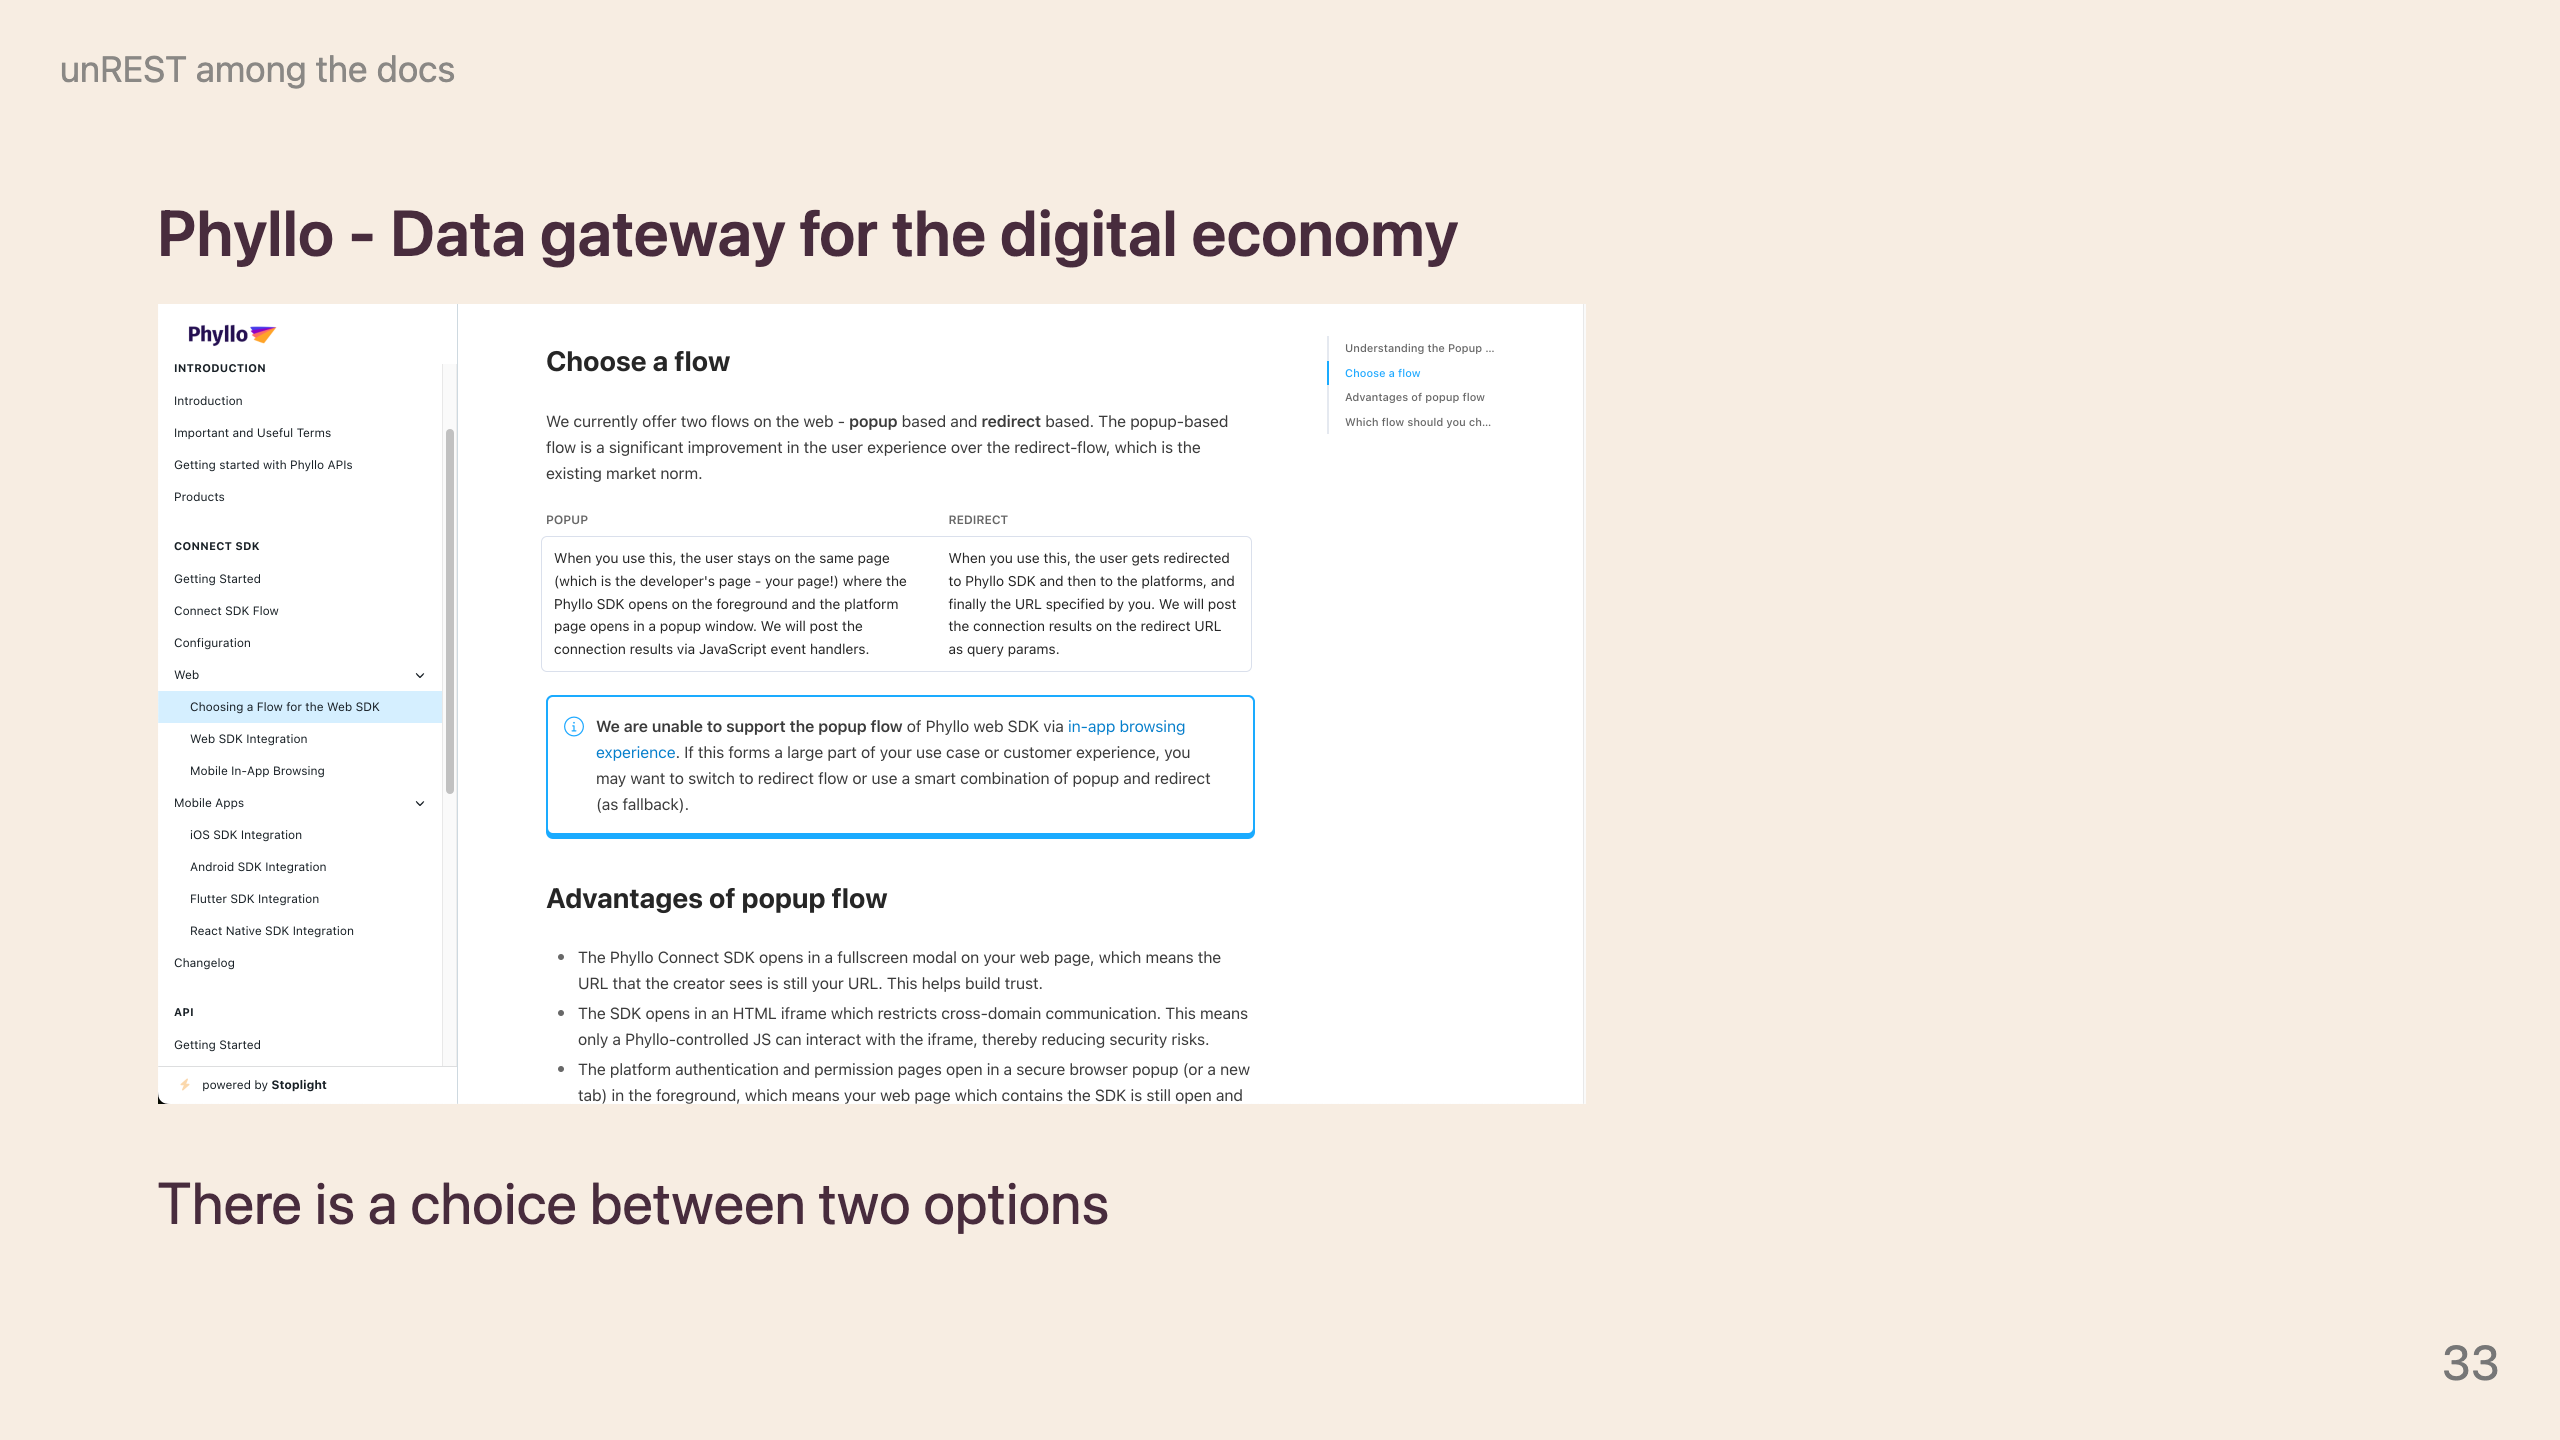 unREST among the docs
Phyllo - Data gateway for the digital economy
Phyllo
INTRODUCTION
Introduction
Important and Useful Terms
Getting started with Phyllo APIs
Products
CONNECT SDK
Getting Started
Connect SDK Flow
Configuration
Web
Choosing a Flow for the Web SDK
Web SDK Integration
Mobile In-App Browsing
Mobile Apps
iOS SDK Integration
Android SDK Integration
Flutter SDK Integration
React Native SDK Integration
Changelog
API
Getting Started
powered by Stoplight
Choose a flow
We currently offer two flows on the web - popup based and redirect based. The popup-based
flow is a significant improvement in the user experience over the redirect-flow, which is the
existing market norm.
POPUP
When you use this, the user stays on the same page
(which is the developer's page - your page!) where the
Phyllo SDK opens on the foreground and the platform
page opens in a popup window. We will post the
connection results via JavaScript event handlers.
REDIRECT
When you use this, the user gets redirected
to Phyllo SDK and then to the platforms, and
finally the URL specified by you. We will post
the connection results on the redirect URL
as query params.
We are unable to support the popup flow of Phyllo web SDK via in-app browsing
experience. If this forms a large part of your use case or customer experience, you
may want to switch to redirect flow or use a smart combination of popup and redirect
(as fallback).
Advantages of popup flow
• The Phyllo Connect SDK opens in a fullscreen modal on your web page, which means the
URL that the creator sees is still your URL. This helps build trust.
• The SDK opens in an HTML iframe which restricts cross-domain communication. This means
only a Phyllo-controlled JS can interact with the iframe, thereby reducing security risks.
• The platform authentication and permission pages open in a secure browser popup (or a new
tab) in the foreground, which means your web page which contains the SDK is still open and
Understanding the Popup ...
Choose a flow
Advantages of popup flow
Which flow should you ch...
There is a choice between two options
33